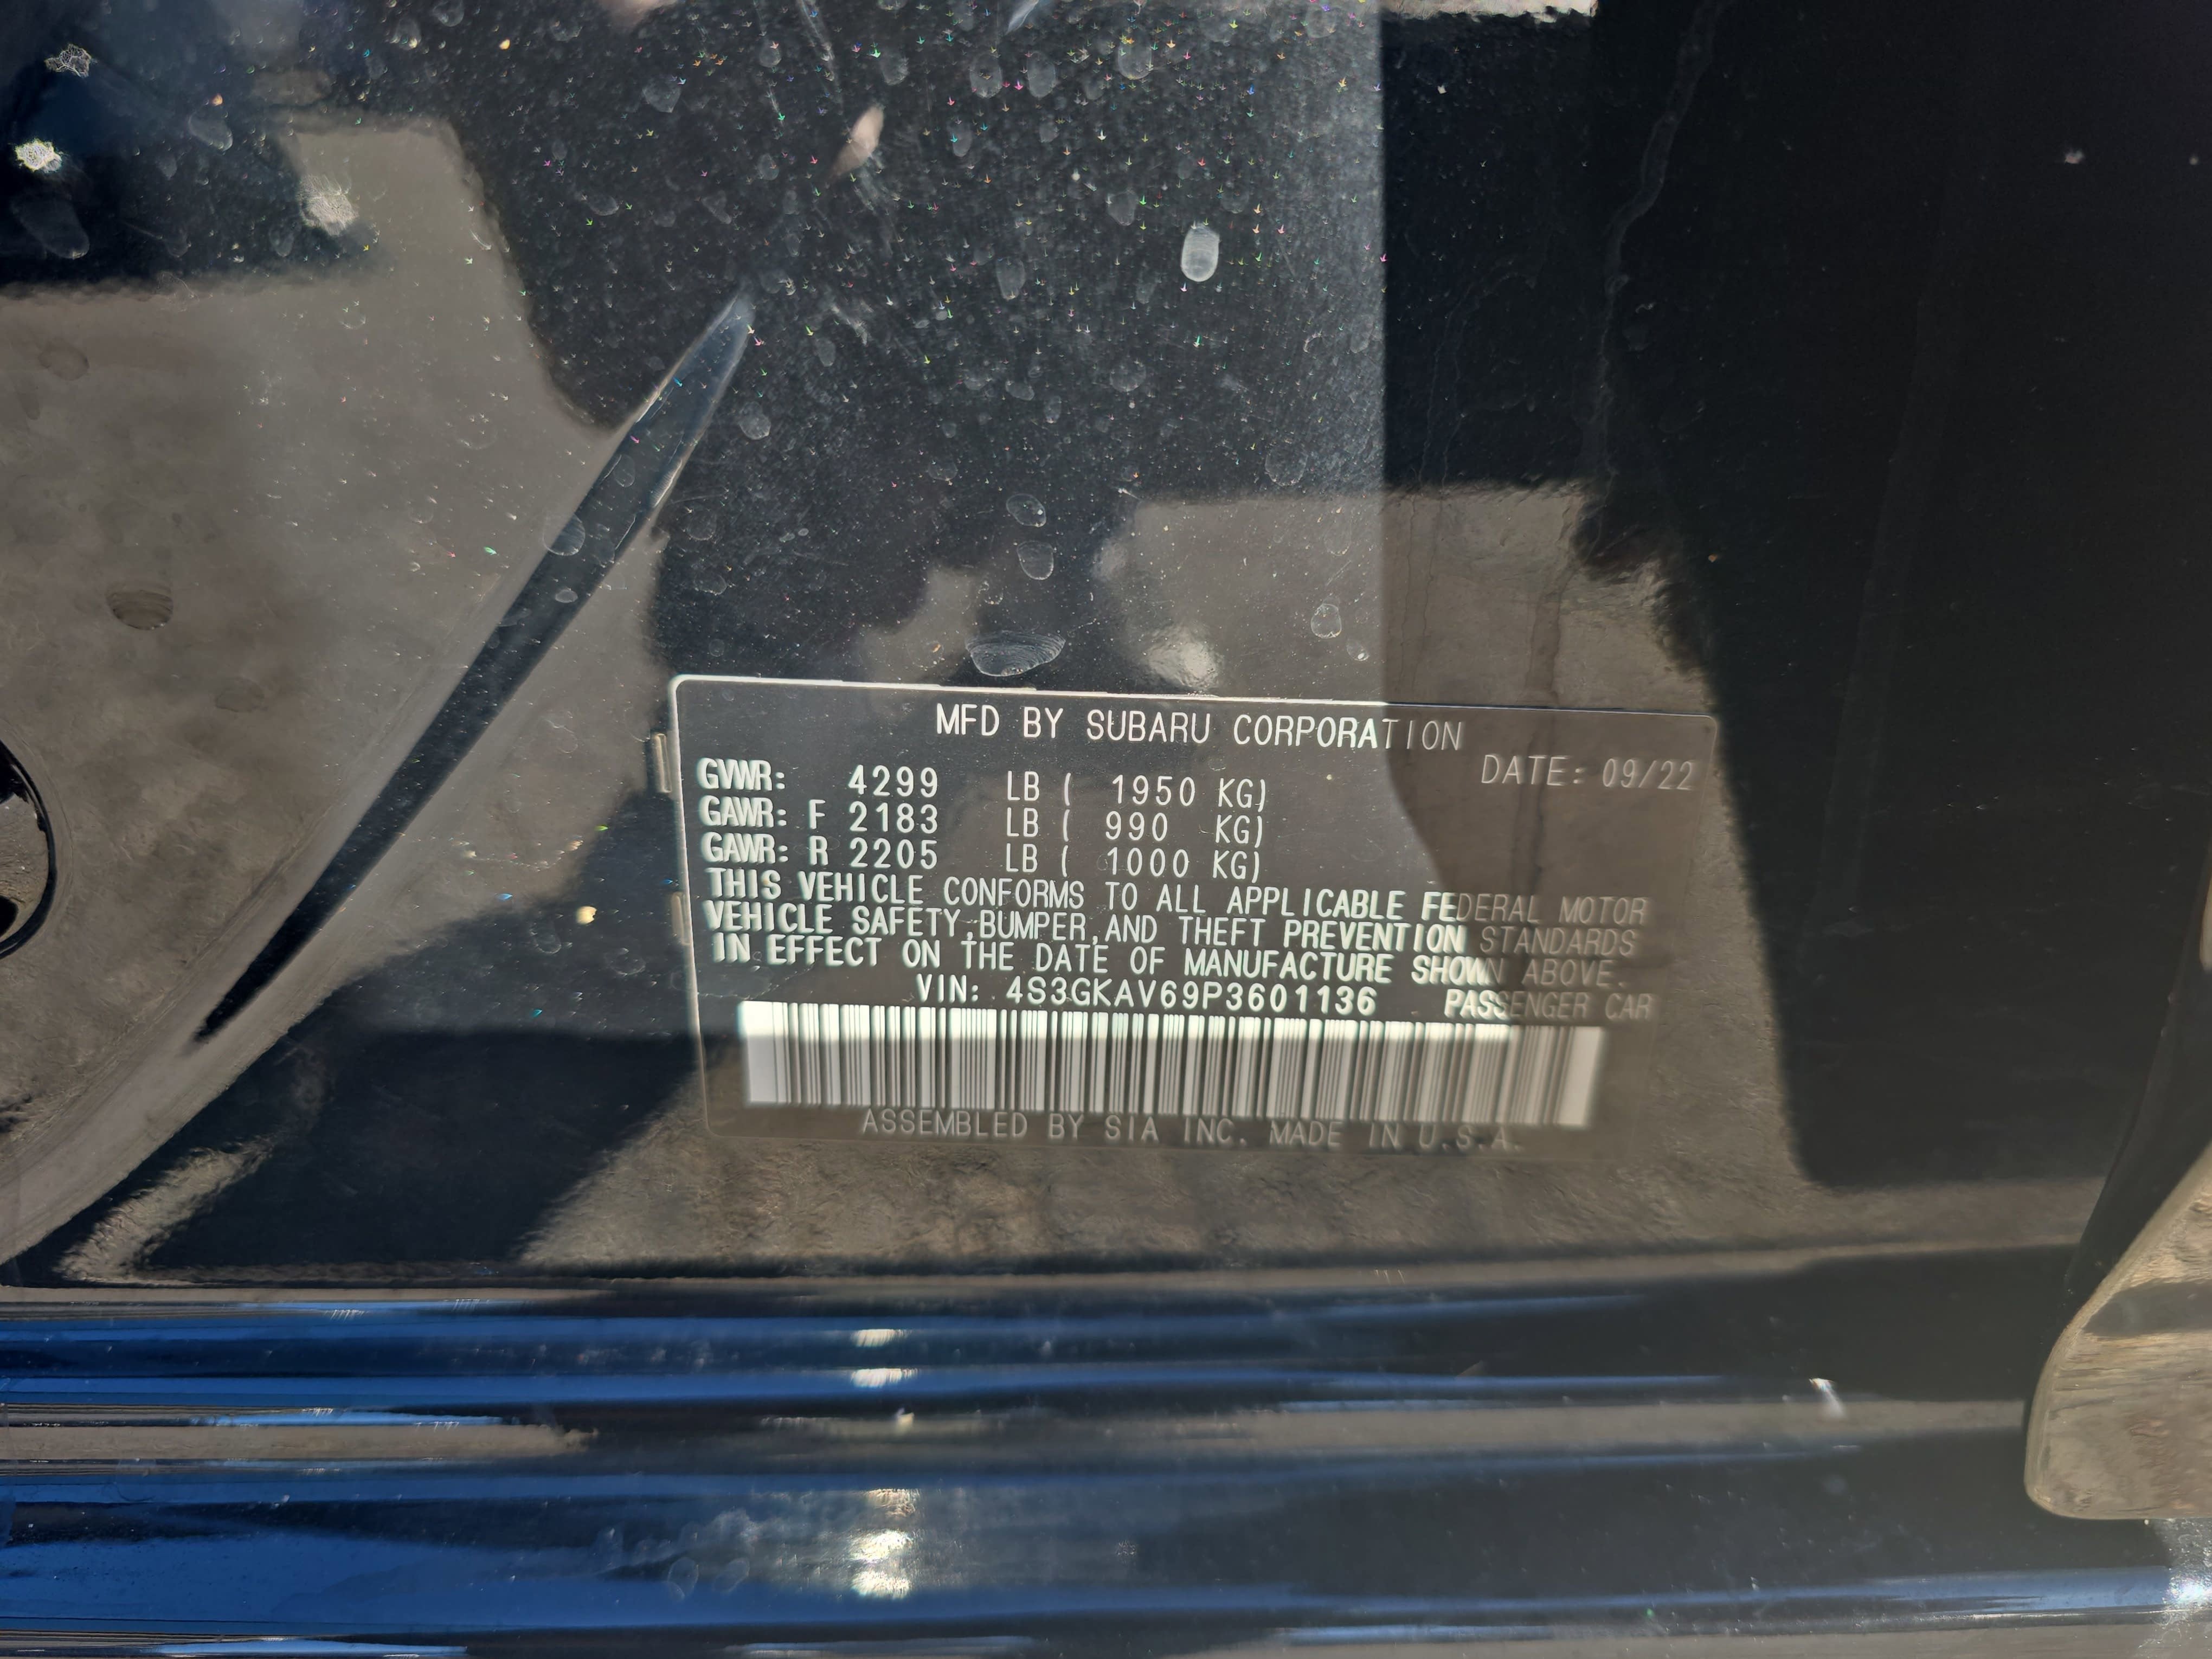 MFD BY SUBARU CORPORATION
DATE: 09/22
GVWR: 4299 LB ( 1950 KG)
GAWR: F 2183 LB ( 990 KG)
GAWR: R 2205 LB ( 1000 KG)
THIS VEHICLE CONFORMS TO ALL APPLICABLE FEDERAL MOTOR
VEHICLE SAFETY,BUMPER,AND THEFT PREVENTION STANDARDS
IN EFFECT ON THE DATE OF MANUFACTURE SHOWN ABOVE.
VIN: 4S3GKAV69P3601136 PASSENGER CAR
ASSEMBLED BY SIA INC. MADE IN U.S.A.